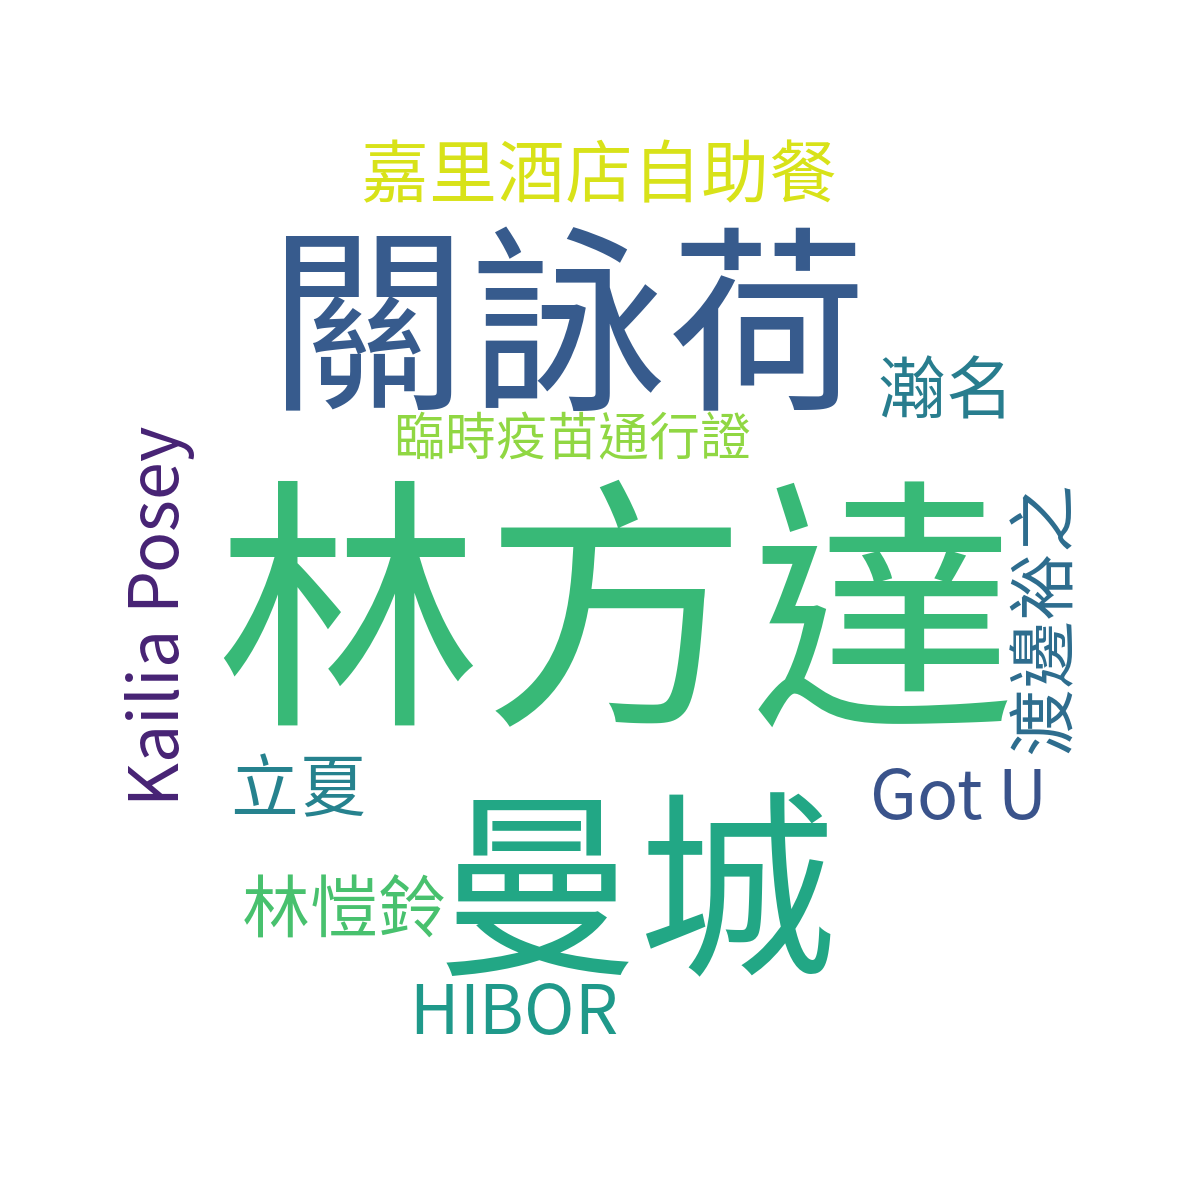 嘉里酒店自助餐
關詠荷
瀚名
臨時疫苗通行證
Kailia Posey
林方達
渡邊裕之
立夏
Got U
曼城
林愷鈴
HIBOR